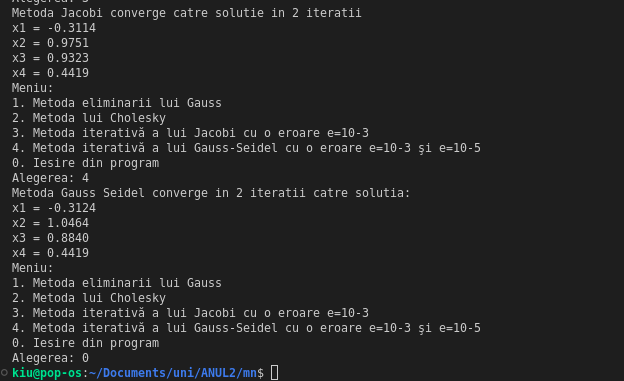 Alegerea: 3
Metoda Jacobi converge catre solutie in 2 iteratii
x1 = -0.3114
x2 = 0.9751
x3 = 0.9323
x4 = 0.4419
Meniu:
1. Metoda eliminarii lui Gauss
2. Metoda lui Cholesky
3. Metoda iterativă a lui Jacobi cu o eroare e=10-3
4. Metoda iterativă a lui Gauss-Seidel cu o eroare e=10-3 şi e=10-5
0. Iesire din program
Alegerea: 4
Metoda Gauss Seidel converge in 2 iteratii catre solutia:
x1 = -0.3124
x2 = 1.0464
x3 = 0.8840
x4 = 0.4419
Meniu:
1. Metoda eliminarii lui Gauss
2. Metoda lui Cholesky
3. Metoda iterativă a lui Jacobi cu o eroare e=10-3
4. Metoda iterativă a lui Gauss-Seidel cu o eroare e=10-3 şi e=10-5
0. Iesire din program
Alegerea: 0
kiu@pop-os:~/Documents/uni/ANUL2/mn$